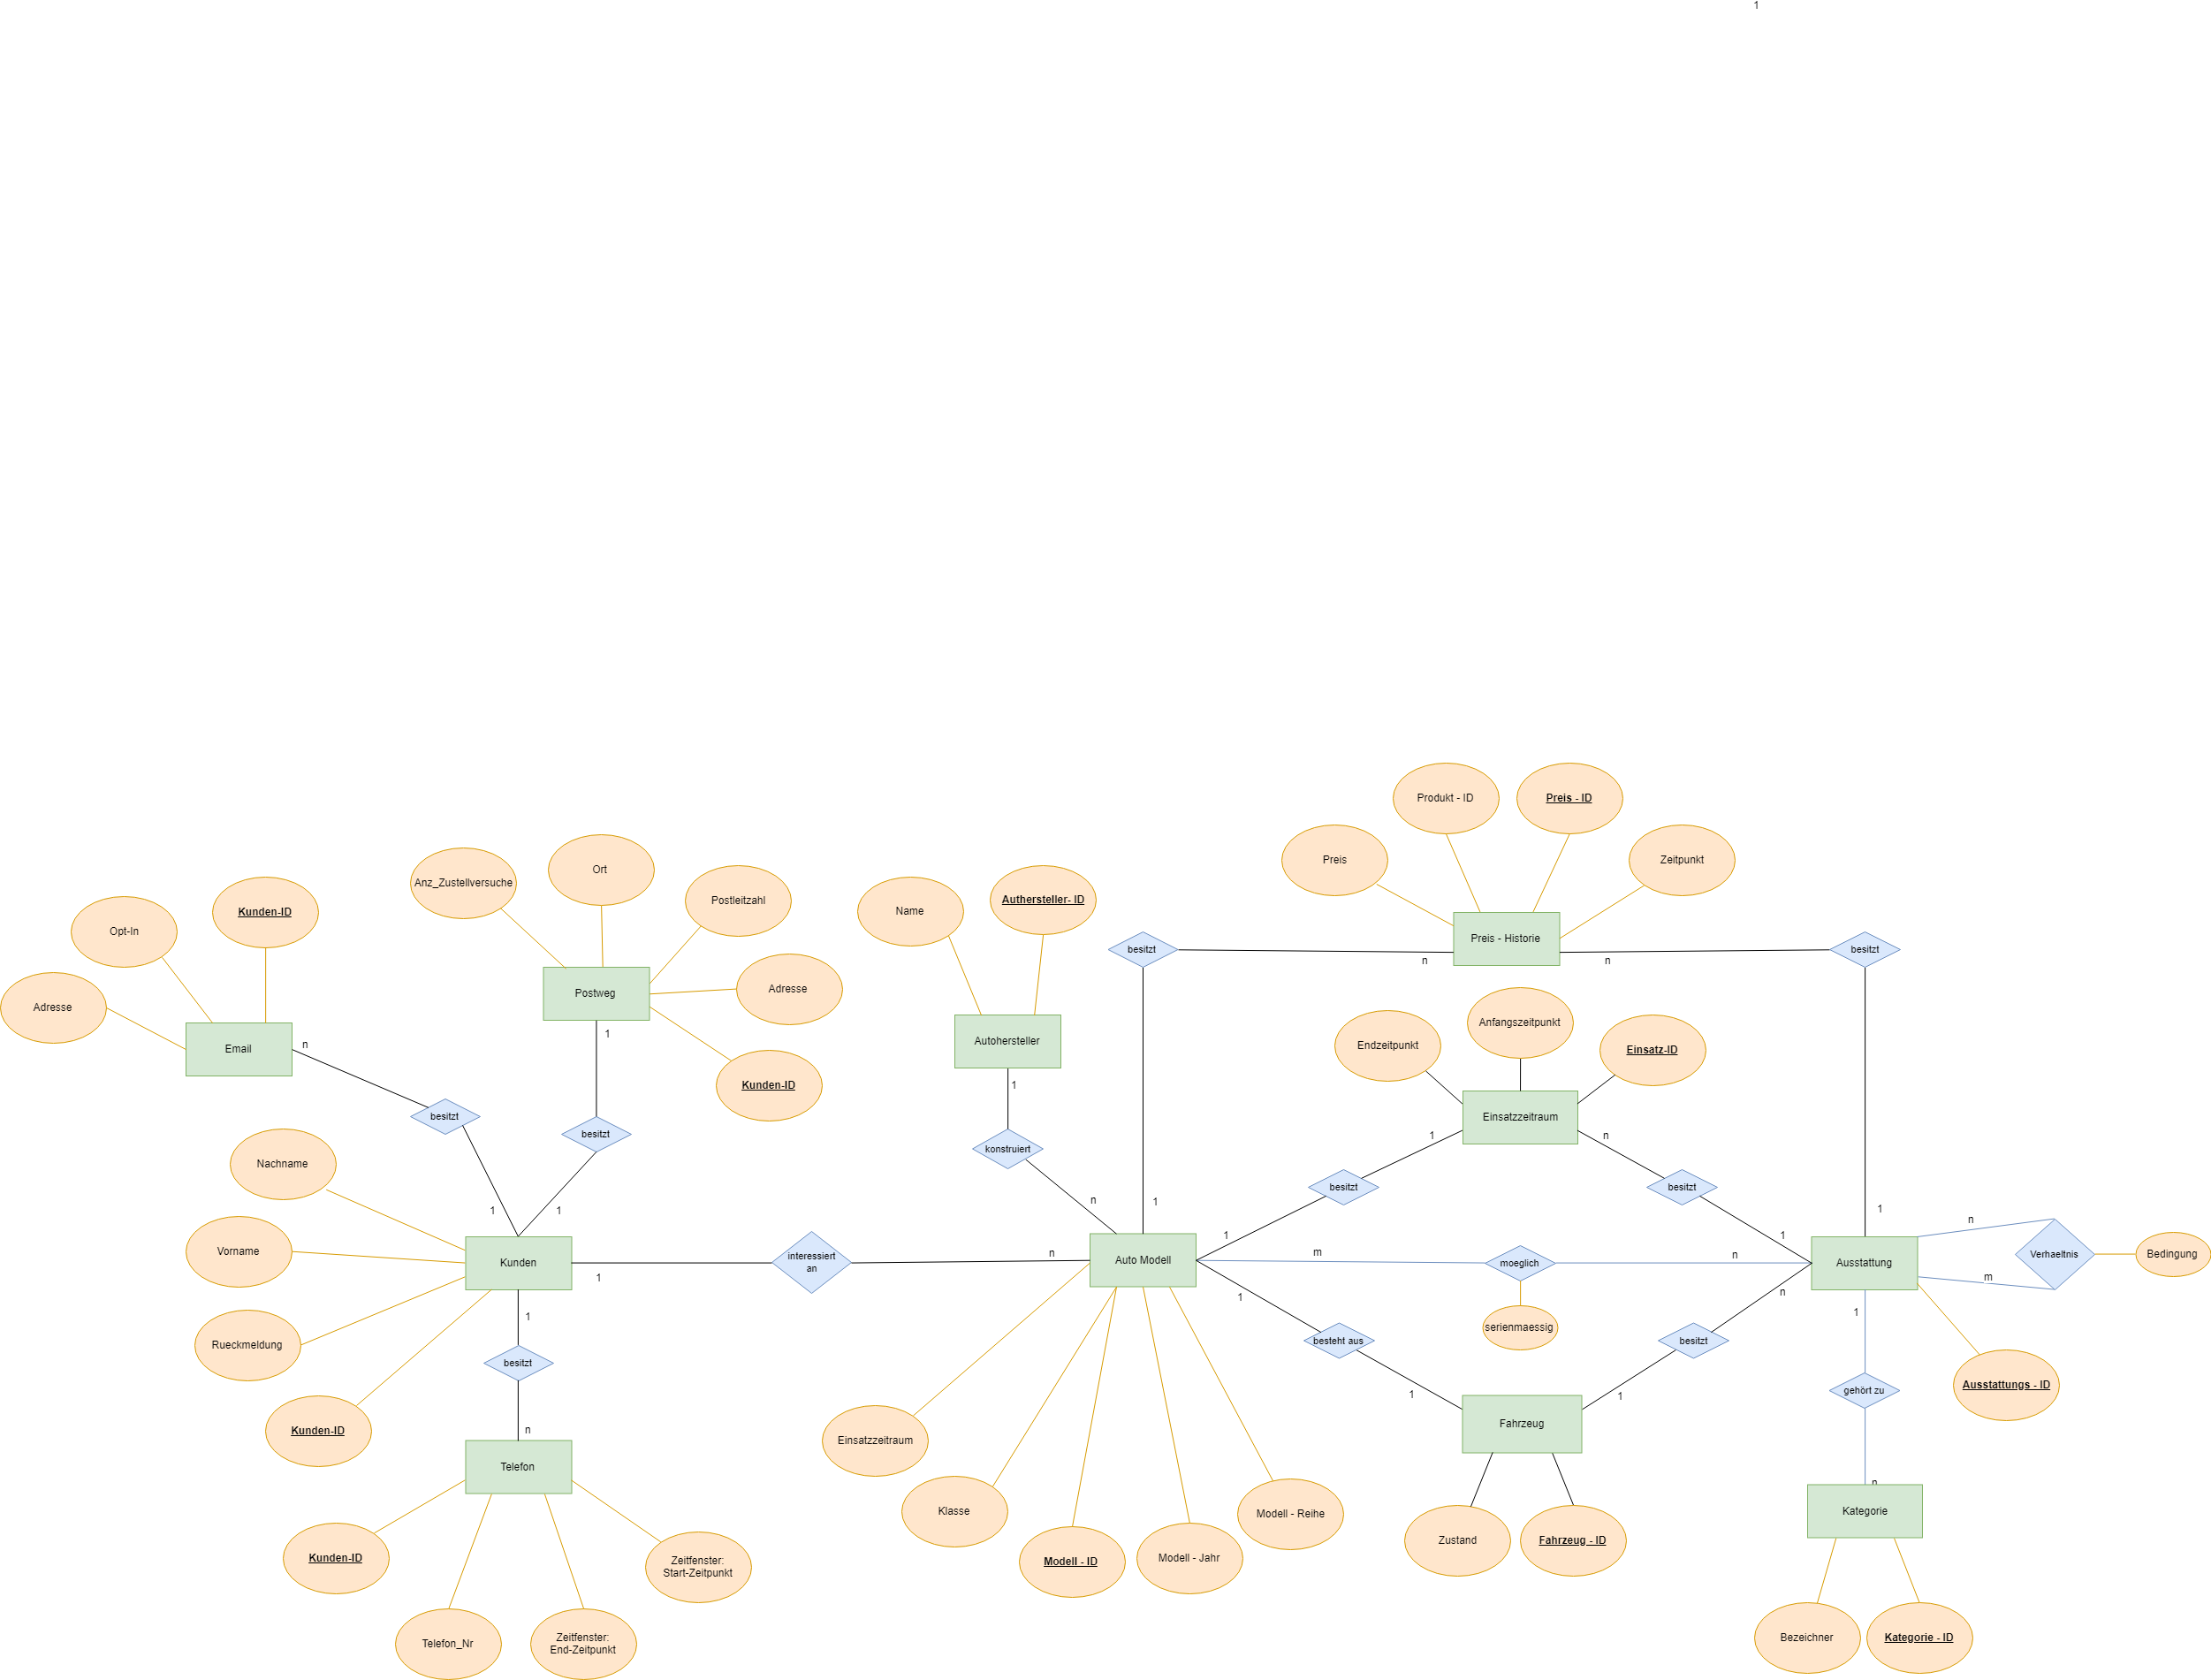 1
Produkt - ID
Preis - ID
Preis
Zeitpunkt
Anz_Zustellversuche
Ort
Postleitzahl
Name
Authersteller- ID
Opt-In
Kunden-ID
Adresse
Postweg
Adresse
Email
Kunden-ID
Autohersteller
Preis - Historie
besitzt
besitzt
n
n
Endzeitpunkt
Anfangszeitpunkt
Einsatz-ID
Einsatzzeitraum
n
1
1
besitzt
besitzt
konstruiert
1
n
besitzt
besitzt
Nachname
Vorname
Rueckmeldung
Kunden-ID
Kunden
1
1
1
1
interessiert
an
n
n
1
Auto Modell
1
m
moeglich
n
serienmaessig
1
1
Ausstattung
n
m
Verhaeltnis
Bedingung
Ausstattungs - ID
1
gehört zu
n
Kategorie
Bezeichner
Kategorie - ID
1
besteht aus
1
besitzt
n
1
Fahrzeug
Zustand
Fahrzeug - ID
besitzt
n
Telefon
Kunden-ID
Telefon_Nr
Zeitfenster:
End-Zeitpunkt
Zeitfenster:
Start-Zeitpunkt
Einsatzzeitraum
Klasse
Modell - ID
Modell - Jahr
Modell - Reihe